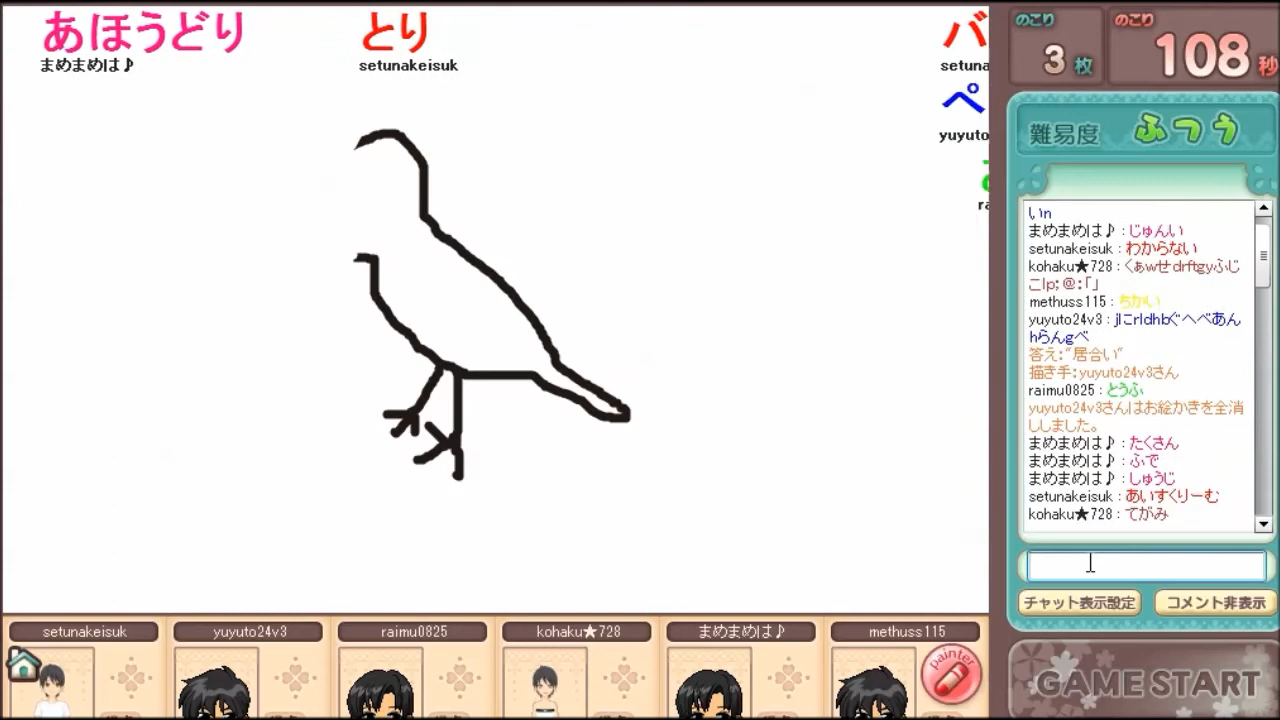 あほうどり
まめまめは♪
とり
setunakeisuk
バ
setuna
ペ
yuyuto
ra
のこり
3枚
のこり
108秒
難易度 ふつう
いn
まめまめは♪:じゅんい
setunakeisuk:わからない
kohaku★728:くぁwせdrftgyふじ
こlp;@:「」
methuss115:ちかい
yuyuto24v3:jlこrldhbぐへべあん
hらんgべ
答え:"居合い"
描き手:yuyuto24v3さん
raimu0825:とうふ
yuyuto24v3さんはお絵かきを全消
ししました。
まめまめは♪:たくさん
まめまめは♪:ふで
まめまめは♪:しゅうじ
setunakeisuk:あいすくりーむ
kohaku★728:てがみ
チャット表示設定
コメント非表示
setunakeisuk
yuyuto24v3
raimu0825
kohaku★728
まめまめは♪
methuss115
painter
GAME START